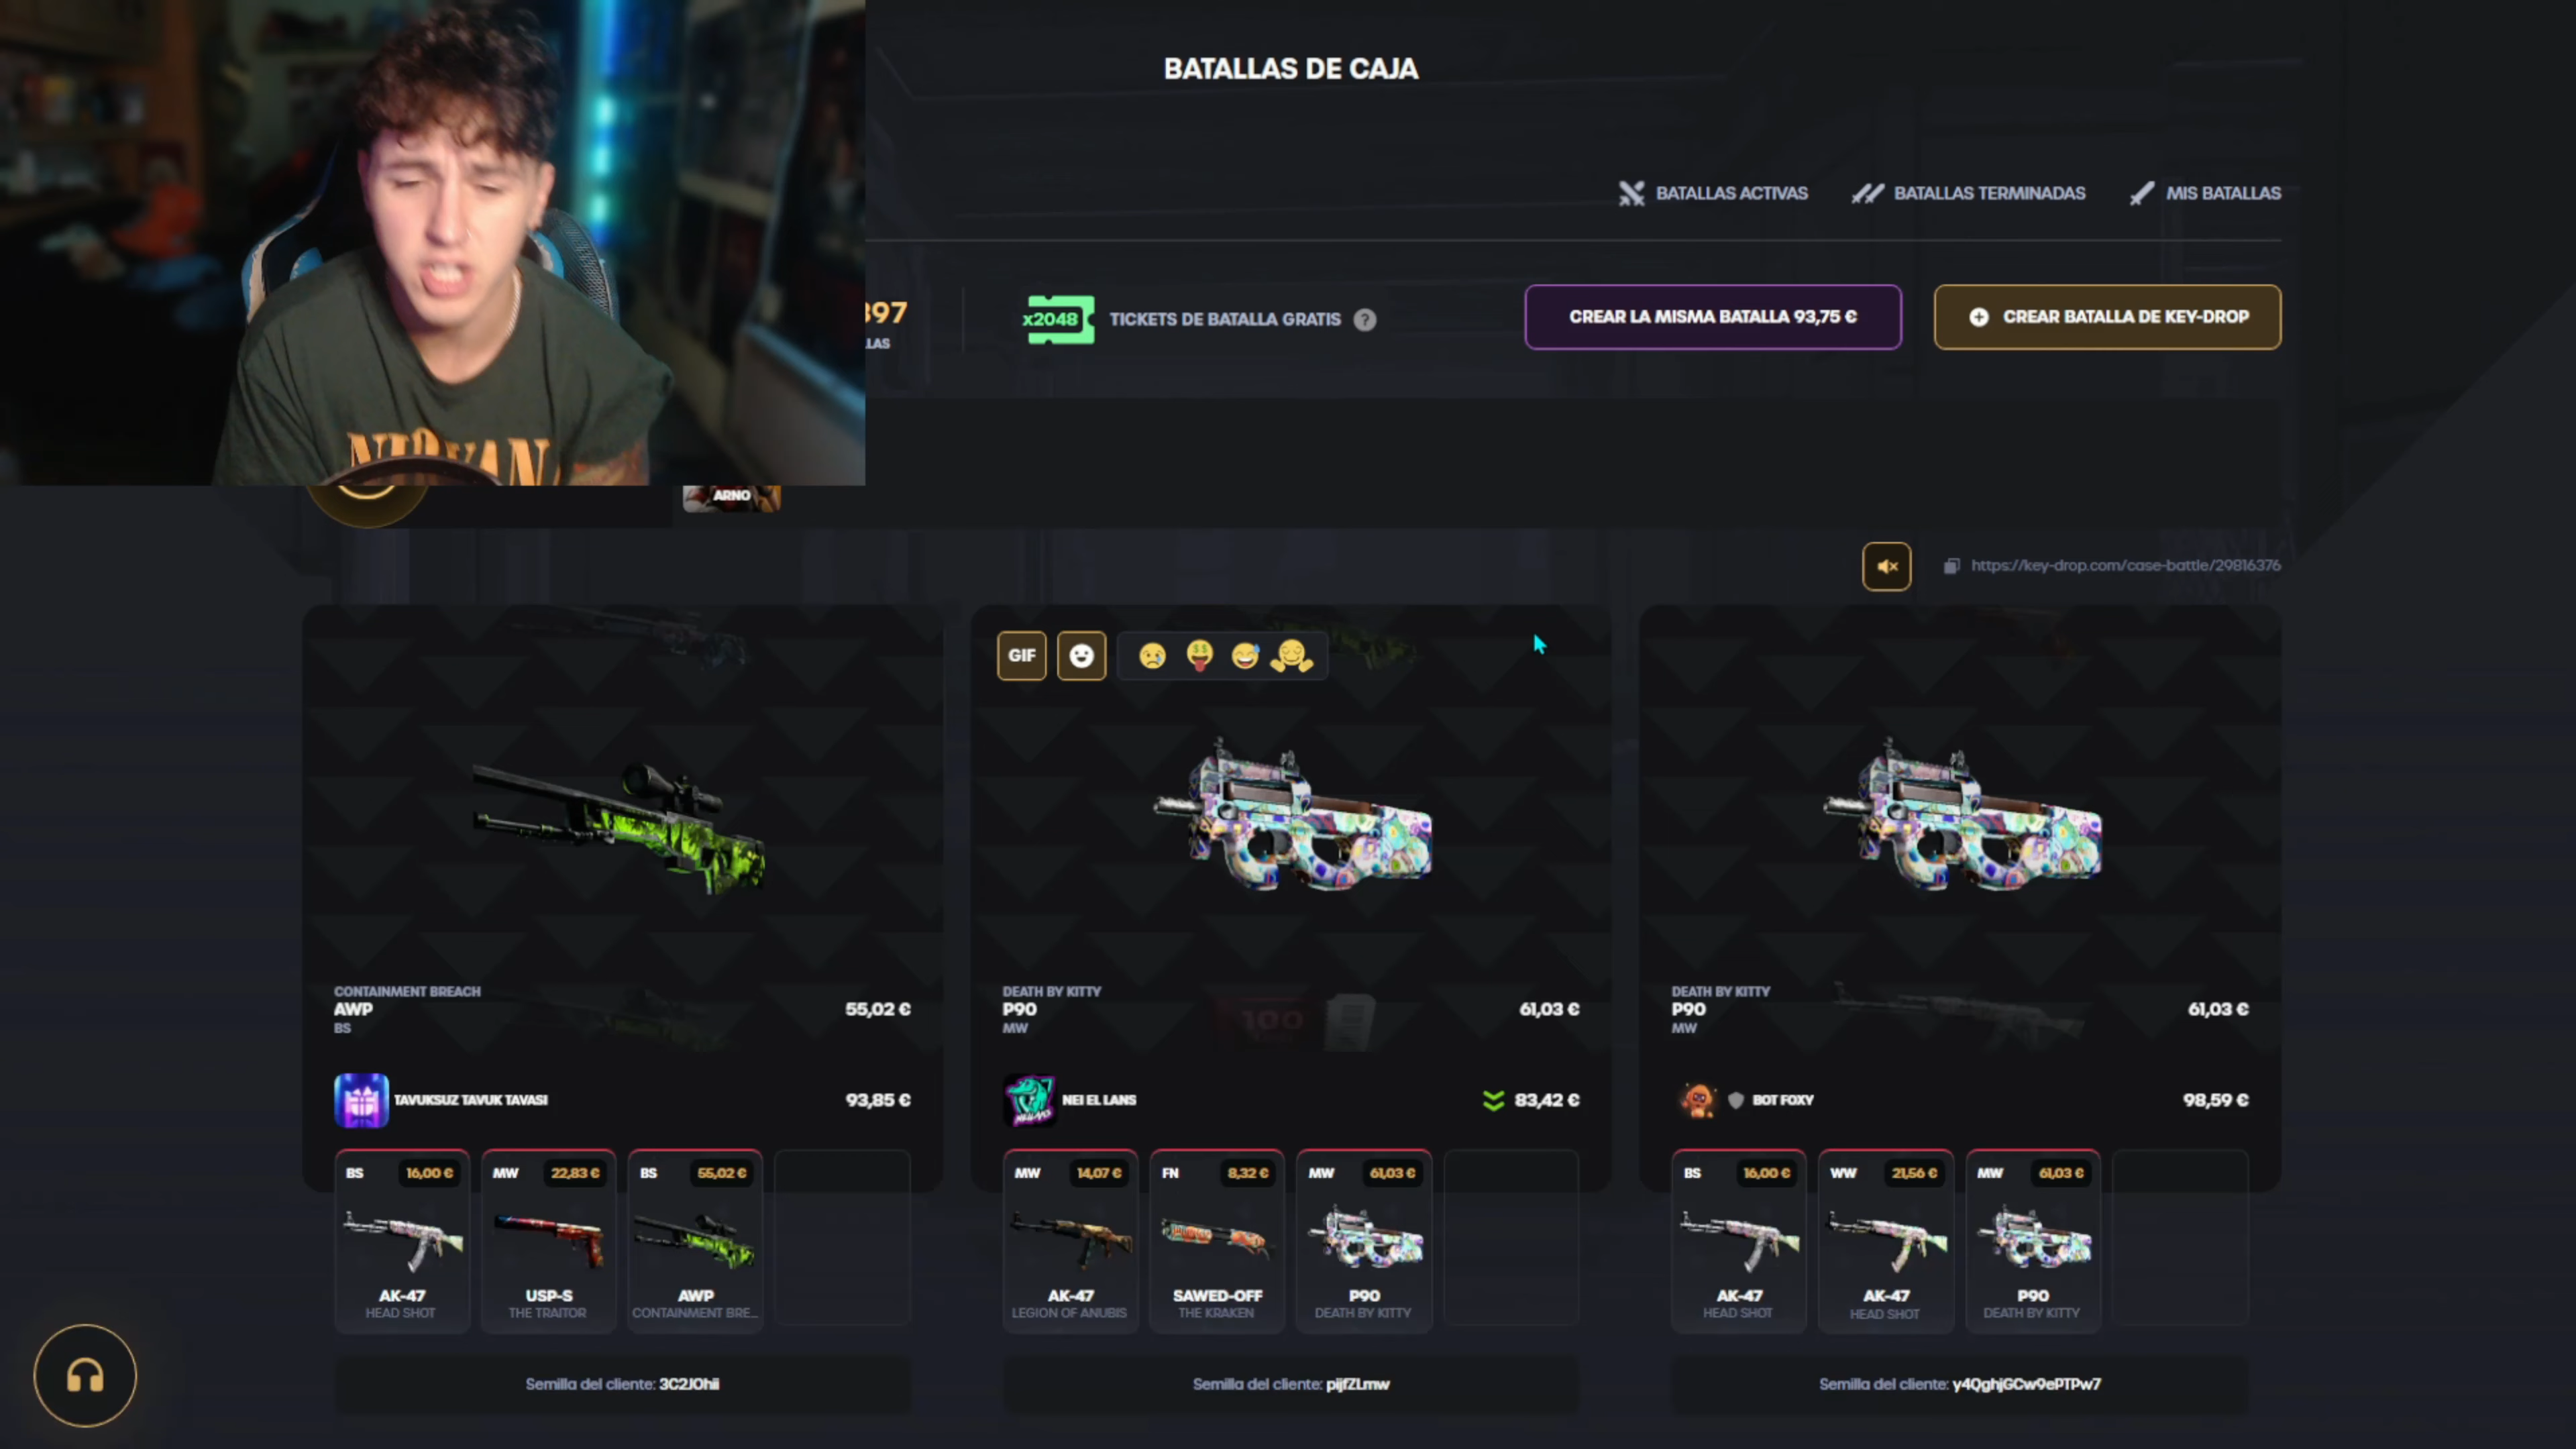 BATALLAS DE CAJA
BATALLAS ACTIVAS
BATALLAS TERMINADAS
MIS BATALLAS
x2048
TICKETS DE BATALLA GRATIS
?
CREAR LA MISMA BATALLA 93,75 €
CREAR BATALLA DE KEY-DROP
ARNO
https://key-drop.com/case-battle/29816376
CONTAINMENT BREACH
AWP
55,02 €
BS
TAVUKSUZ TAVUK TAVASI
93,85 €
BS 16,00 €
AK-47
HEAD SHOT
MW 22,83 €
USP-S
THE TRAITOR
BS 55,02 €
AWP
CONTAINMENT BRE...
Semilla del cliente: 3C2JOhii
GIF
100
DEATH BY KITTY
P90
61,03 €
MW
NEI EL LANS
83,42 €
MW 14,07 €
AK-47
LEGION OF ANUBIS
FN 8,32 €
SAWED-OFF
THE KRAKEN
MW 61,03 €
P90
DEATH BY KITTY
Semilla del cliente: pijfZLmw
DEATH BY KITTY
P90
61,03 €
MW
BOT FOXY
98,59 €
BS 16,00 €
AK-47
HEAD SHOT
WW 21,56 €
AK-47
HEAD SHOT
MW 61,03 €
P90
DEATH BY KITTY
Semilla del cliente: y4QghjGCw9ePTPw7